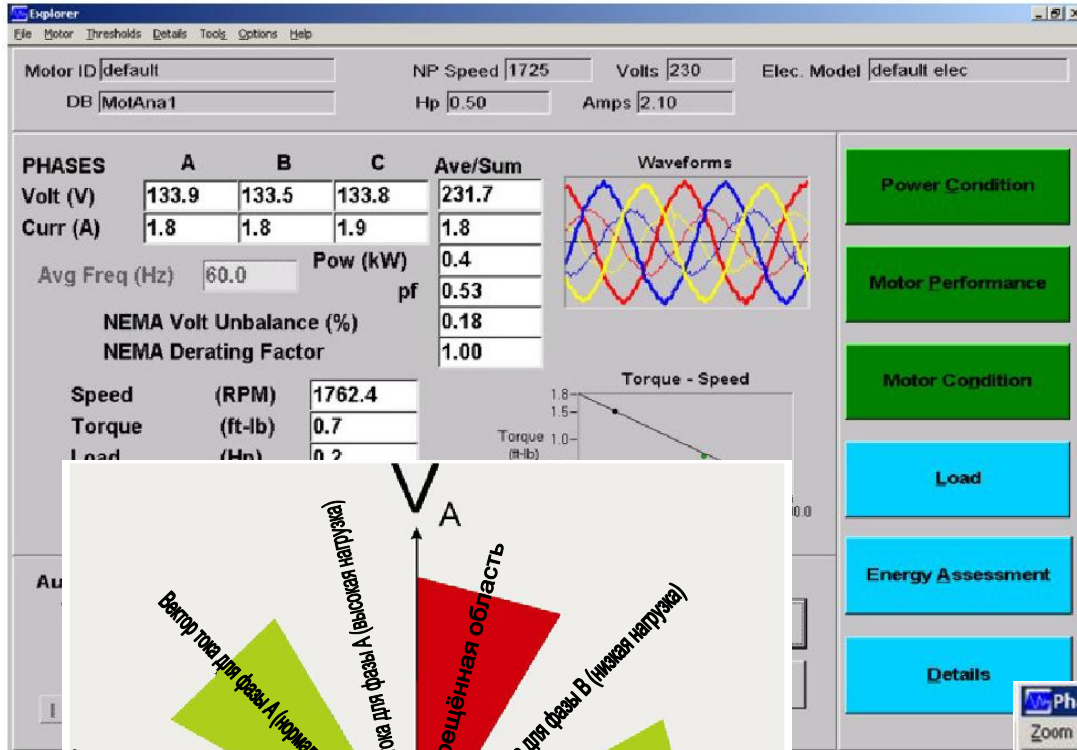 Explorer
File Motor Thresholds Details Tools Options Help
Motor ID default NP Speed 1725 Volts 230 Elec. Model default elec
DB MotAna1 Hp 0.50 Amps 2.10
PHASES A B C Ave/Sum Waveforms
Volt (V) 133.9 133.5 133.8 231.7
Curr (A) 1.8 1.8 1.9 1.8
Pow (kW) 0.4
Avg Freq (Hz) 60.0
pf 0.53
NEMA Volt Unbalance (%) 0.18
NEMA Derating Factor 1.00
Speed (RPM) 1762.4
Torque (ft-lb) 0.7
Load (Hp) 0.2
Torque - Speed
1.8
1.5
1.0
Torque
(ft-lb)
Power Condition
Motor Performance
Motor Condition
Load
Energy Assessment
Details
V A
Вектор тока для фазы А
тока для фазы А (высокая нагрузка)
область
для фазы В (низкая нагрузка)
Zoom